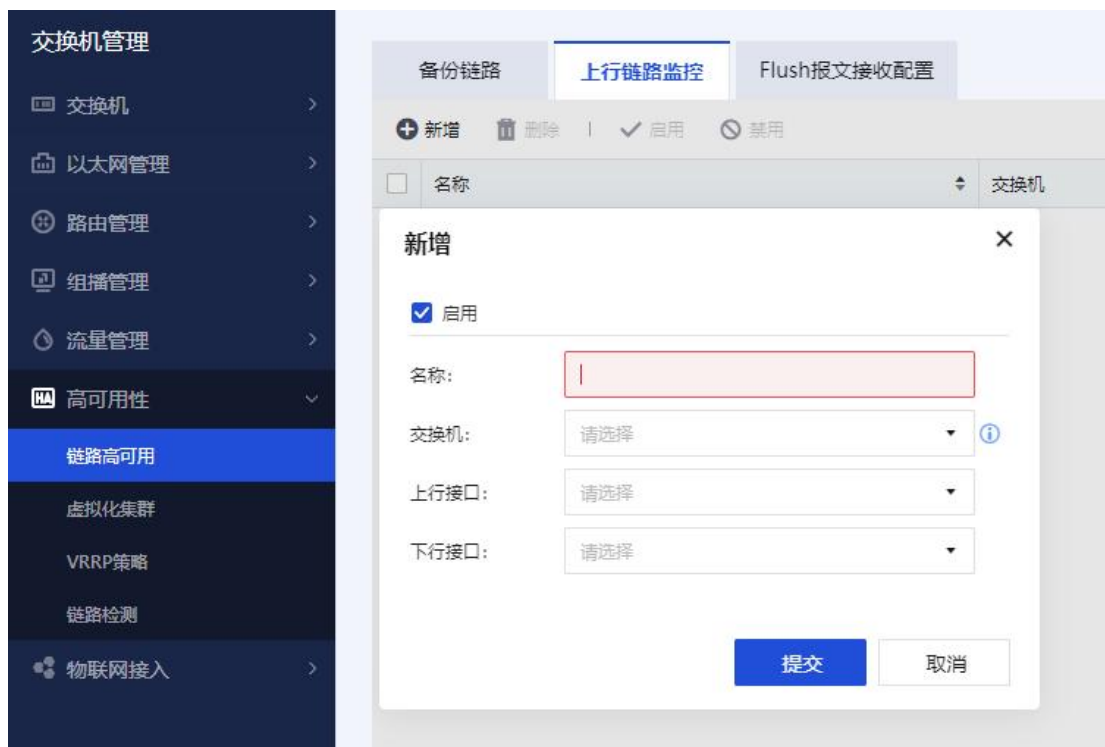 交换机管理
交换机
以太网管理
路由管理
组播管理
流量管理
HA 高可用性
链路高可用
虚拟化集群
VRRP策略
链路检测
物联网接入
备份链路 上行链路监控 Flush报文接收配置
新增 删除 启用 禁用
名称 交换机
新增
启用
名称：
交换机： 请选择
上行接口： 请选择
下行接口： 请选择
提交 取消